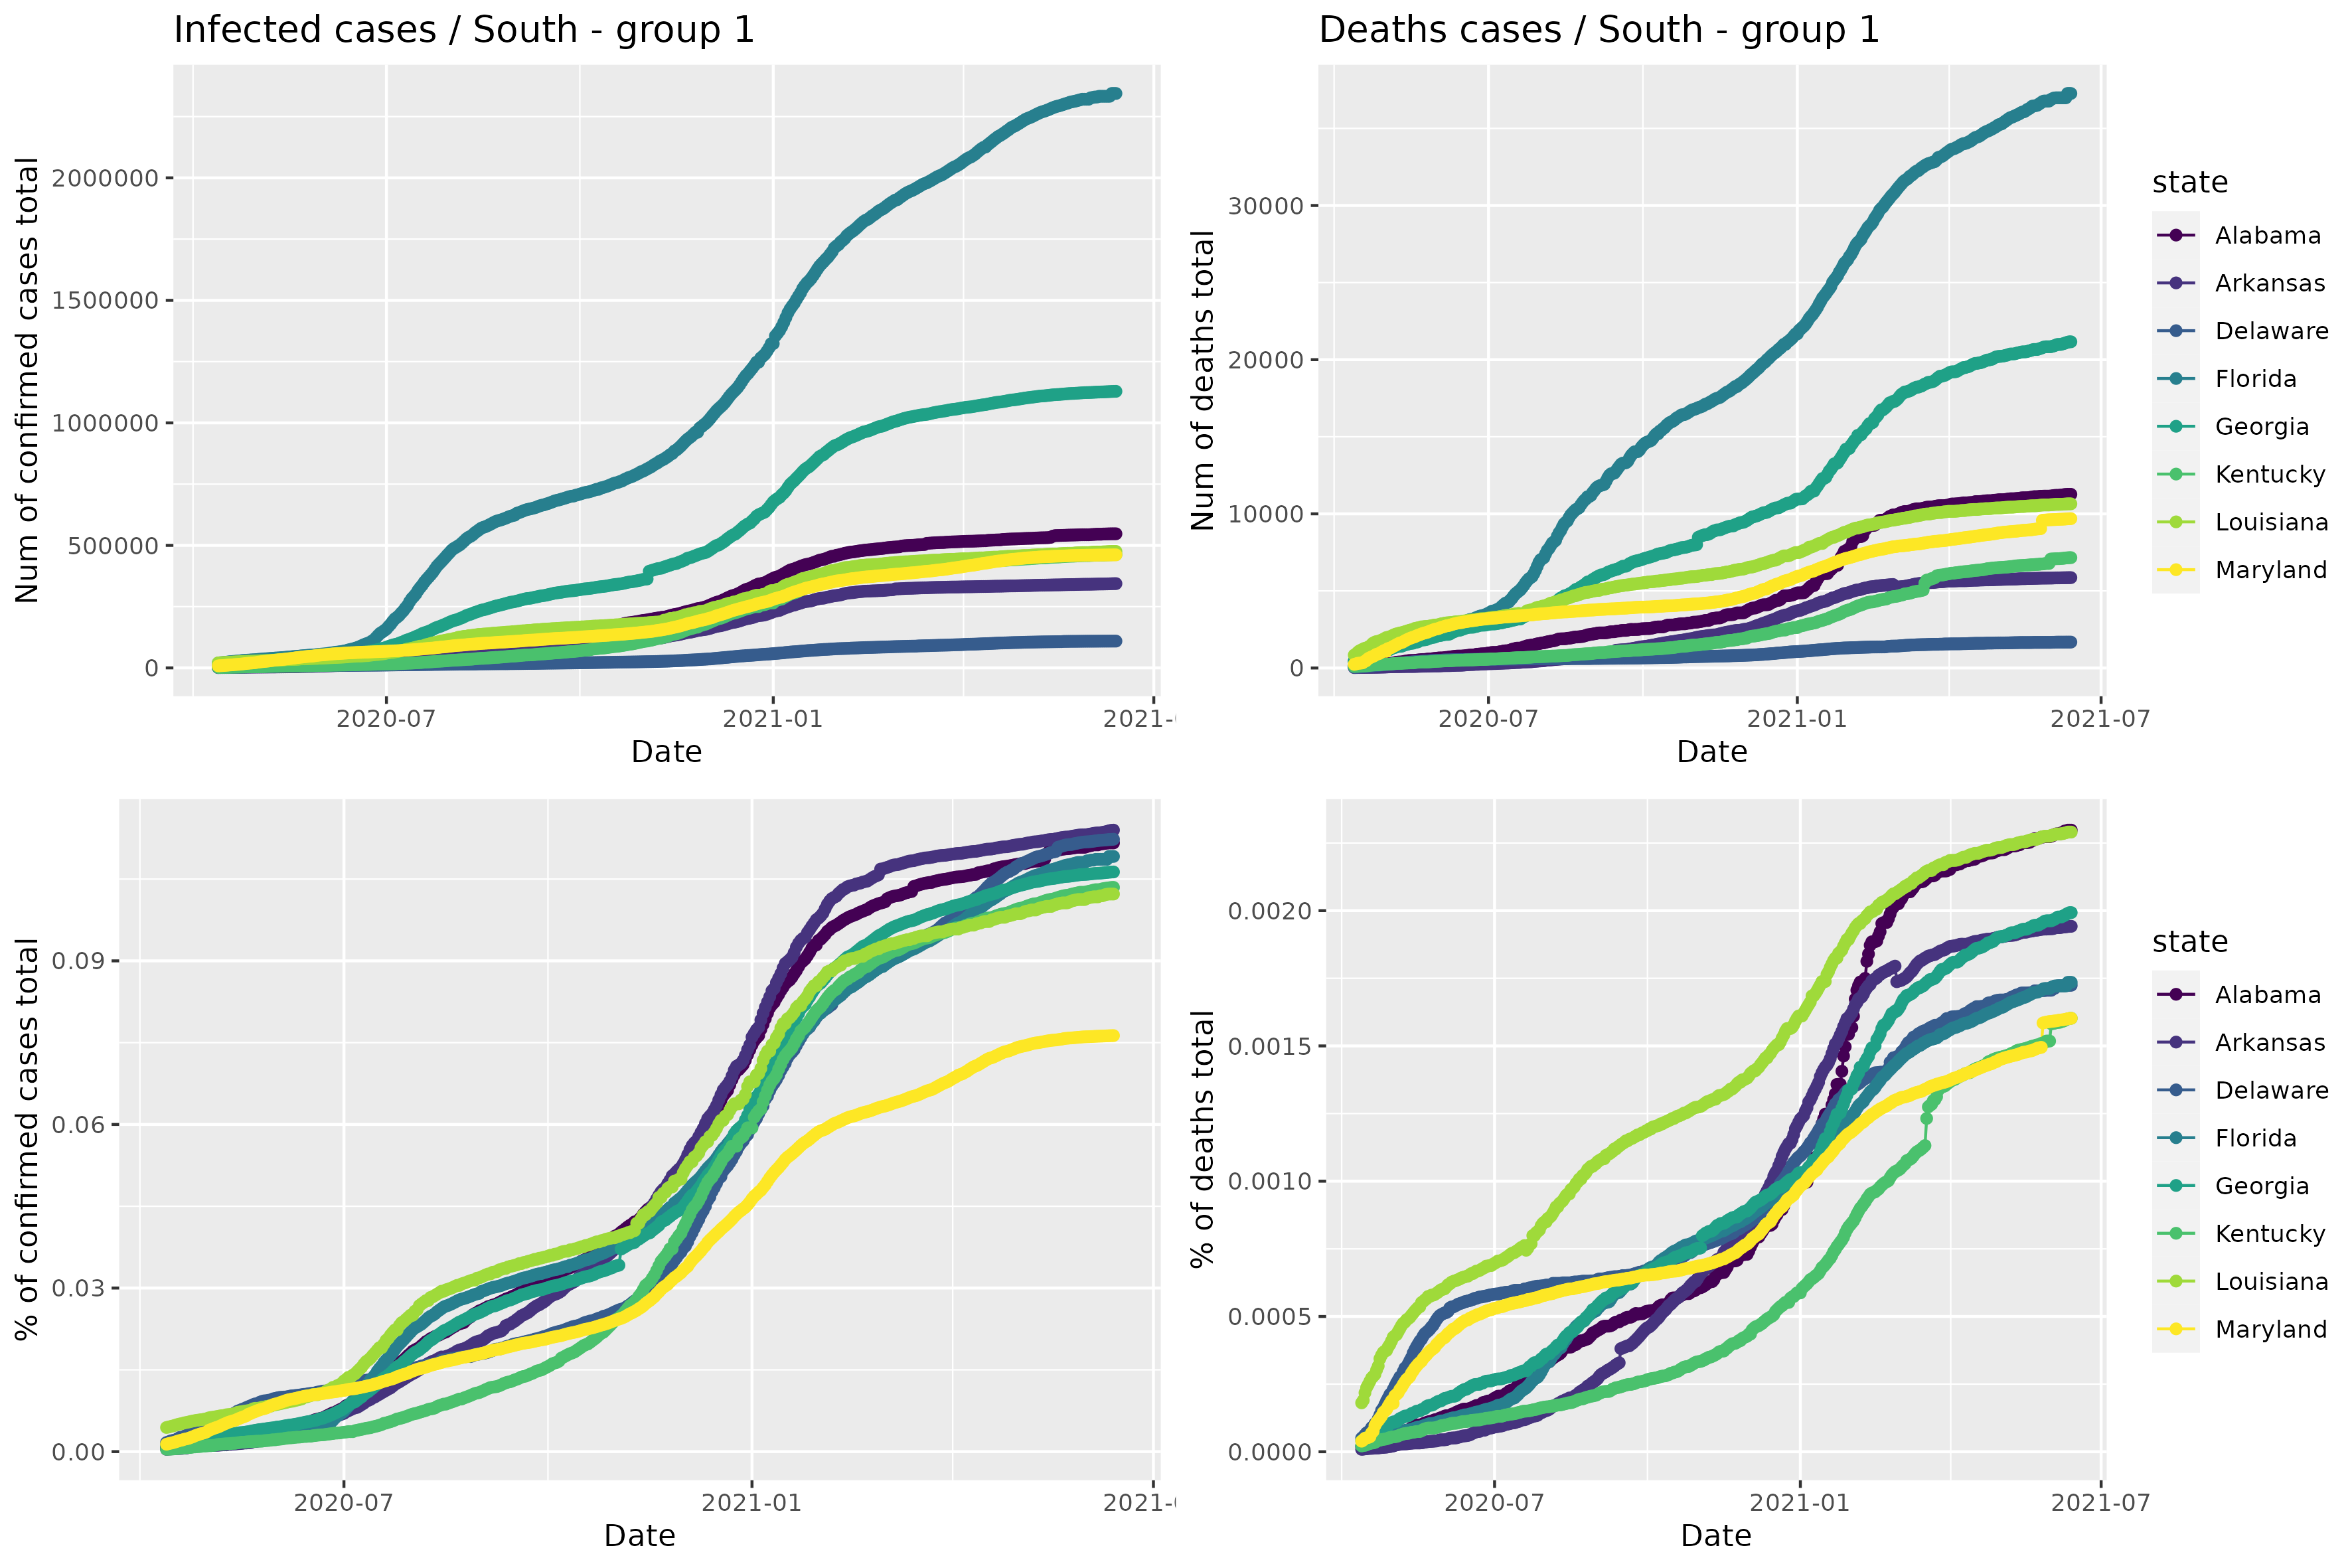 Infected cases / South - group 1
Num of confirmed cases total
2000000
1500000
1000000
500000
0
2020-07
2021-01
2021-
Date
Deaths cases / South - group 1
Num of deaths total
30000
20000
10000
0
2020-07
2021-01
2021-07
Date
state
Alabama
Arkansas
Delaware
Florida
Georgia
Kentucky
Louisiana
Maryland
% of confirmed cases total
0.09
0.06
0.03
0.00
2020-07
2021-01
2021-
Date
% of deaths total
0.0020
0.0015
0.0010
0.0005
0.0000
2020-07
2021-01
2021-07
Date
state
Alabama
Arkansas
Delaware
Florida
Georgia
Kentucky
Louisiana
Maryland